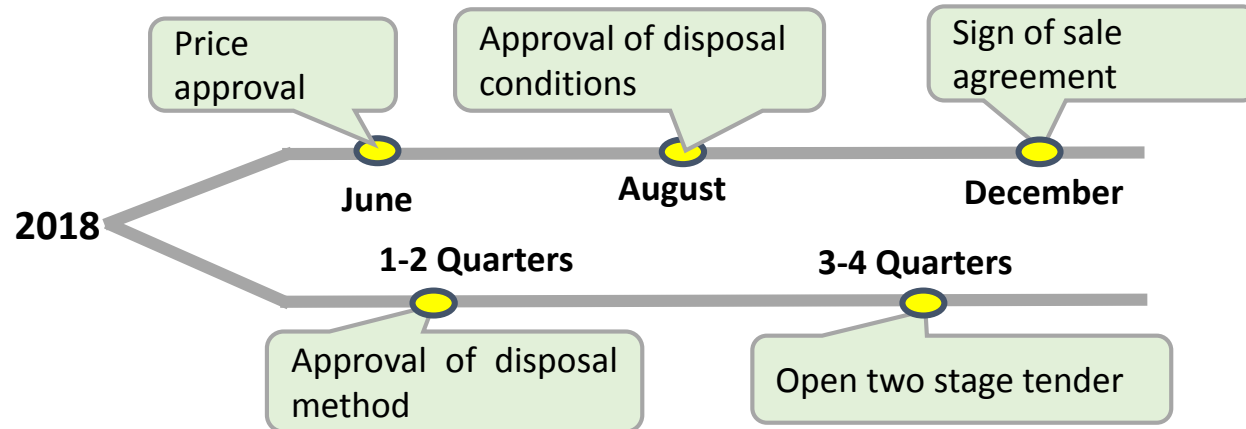 Price
approval
Approval of disposal
conditions
Sign of sale
agreement
June
August
December
2018
1-2 Quarters
3-4 Quarters
Approval of disposal
method
Open two stage tender